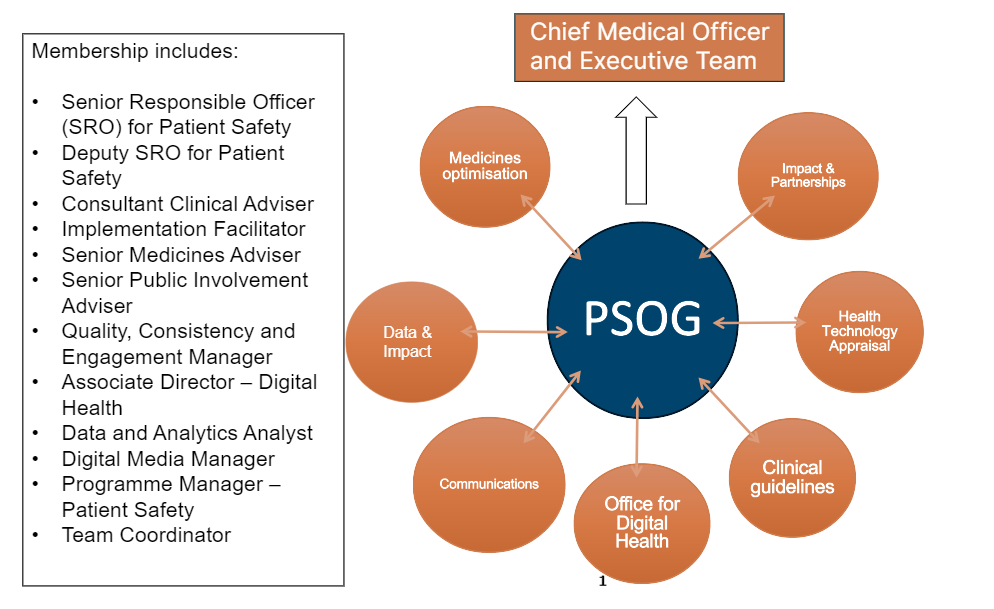 Membership includes:
• Senior Responsible Officer
(SRO) for Patient Safety
• Deputy SRO for Patient
Safety
• Consultant Clinical Adviser
• Implementation Facilitator
• Senior Medicines Adviser
• Senior Public Involvement
Adviser
• Quality, Consistency and
Engagement Manager
• Associate Director – Digital
Health
• Data and Analytics Analyst
• Digital Media Manager
• Programme Manager –
Patient Safety
• Team Coordinator
Chief Medical Officer
and Executive Team
Medicines
optimisation
Impact &
Partnerships
PSOG
Data &
Impact
Health
Technology
Appraisal
Communications
Office for
Digital
Health
Clinical
guidelines
1